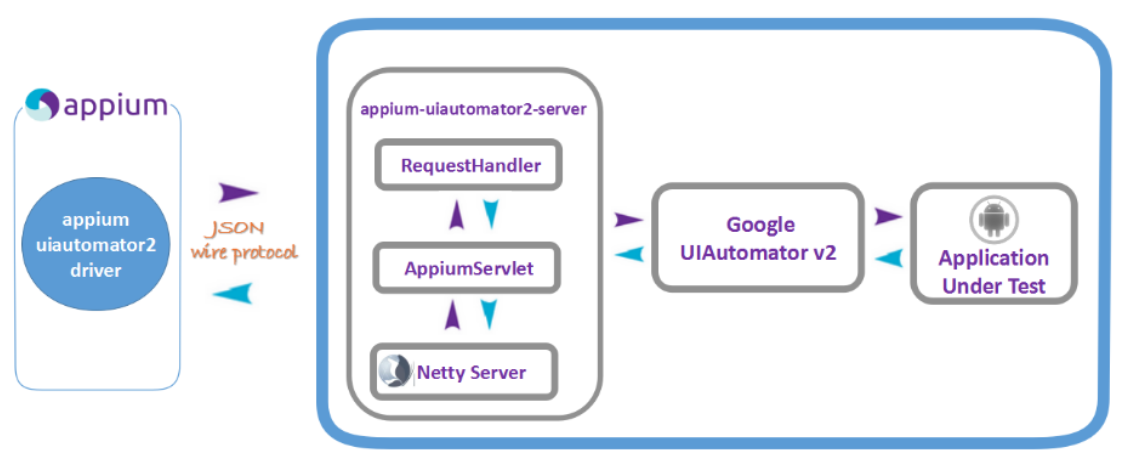 appium
appium
uiautomator2
driver
JSON
wire protocol
appium-uiautomator2-server
RequestHandler
AppiumServlet
Netty Server
Google
UIAutomator v2
Application
Under Test